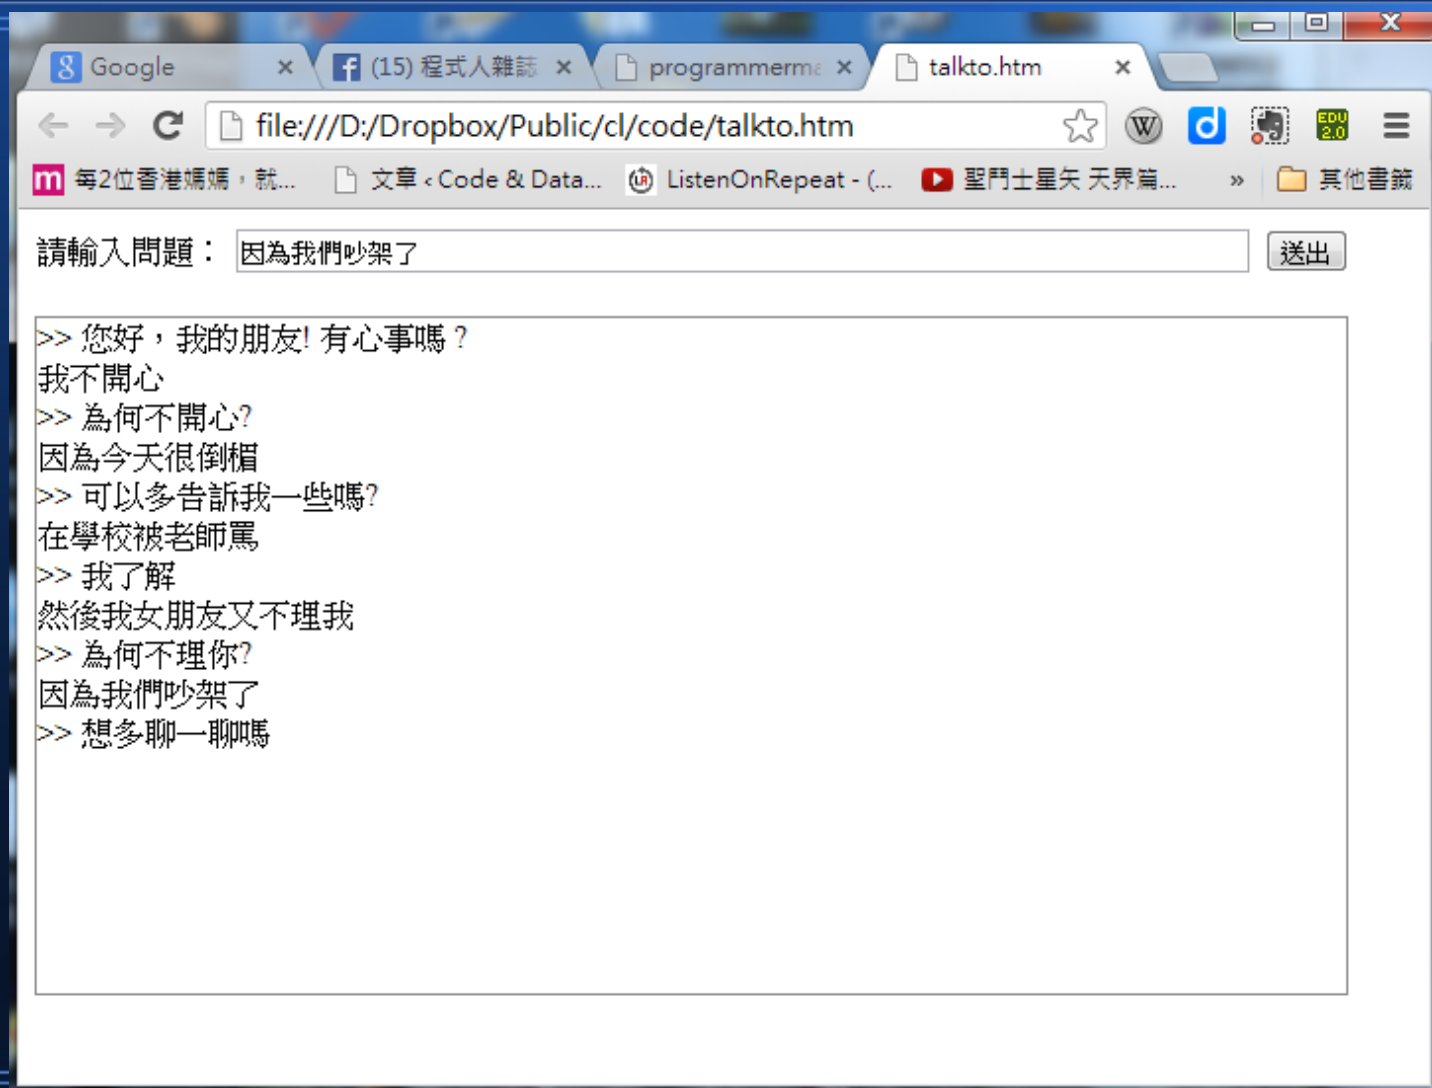 Google
(15) 程式人雜誌
programmerma
talkto.htm
file:///D:/Dropbox/Public/cl/code/talkto.htm
W
d
EDU 2.0
m 每2位香港媽媽，就...
文章 ‹ Code & Data...
ListenOnRepeat - (...
聖鬥士星矢 天界篇...
»
其他書籤
請輸入問題： 因為我們吵架了 送出
>> 您好，我的朋友! 有心事嗎 ?
我不開心
>> 為何不開心?
因為今天很倒楣
>> 可以多告訴我一些嗎?
在學校被老師罵
>> 我了解
然後我女朋友又不理我
>> 為何不理你?
因為我們吵架了
>> 想多聊一聊嗎